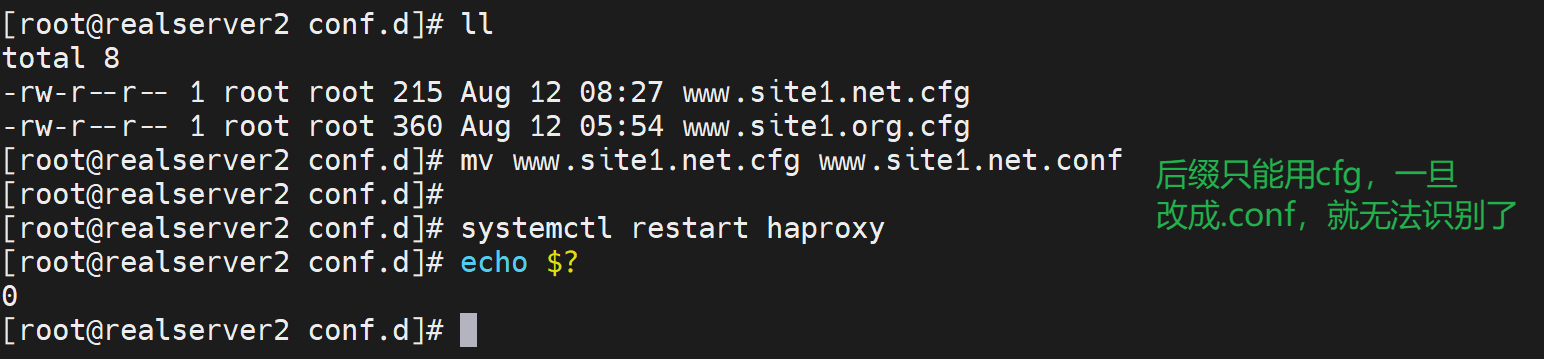 [root@realserver2 conf.d]# ll
total 8
-rw-r--r-- 1 root root 215 Aug 12 08:27 www.site1.net.cfg
-rw-r--r-- 1 root root 360 Aug 12 05:54 www.site1.org.cfg
[root@realserver2 conf.d]# mv www.site1.net.cfg www.site1.net.conf
[root@realserver2 conf.d]#
[root@realserver2 conf.d]# systemctl restart haproxy
[root@realserver2 conf.d]# echo $?
0
[root@realserver2 conf.d]#
后缀只能用cfg，一旦
改成.conf，就无法识别了